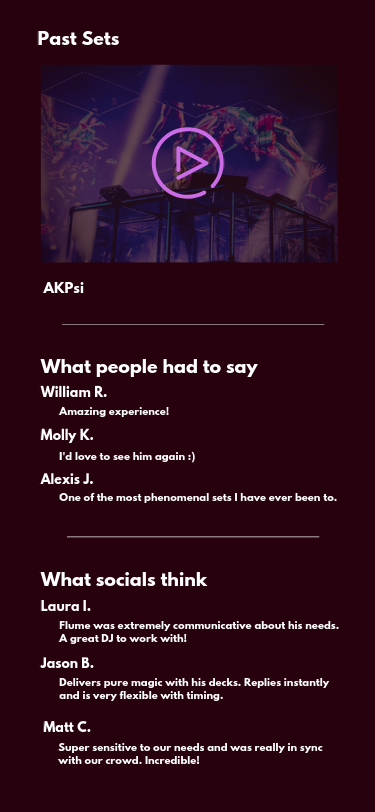 Past Sets
AKPsi
What people had to say
William R.
Amazing experience!
Molly K.
I'd love to see him again :)
Alexis J.
One of the most phenomenal sets I have ever been to.
What socials think
Laura I.
Flume was extremely communicative about his needs.
A great DJ to work with!
Jason B.
Delivers pure magic with his decks. Replies instantly
and is very flexible with timing.
Matt C.
Super sensitive to our needs and was really in sync
with our crowd. Incredible!